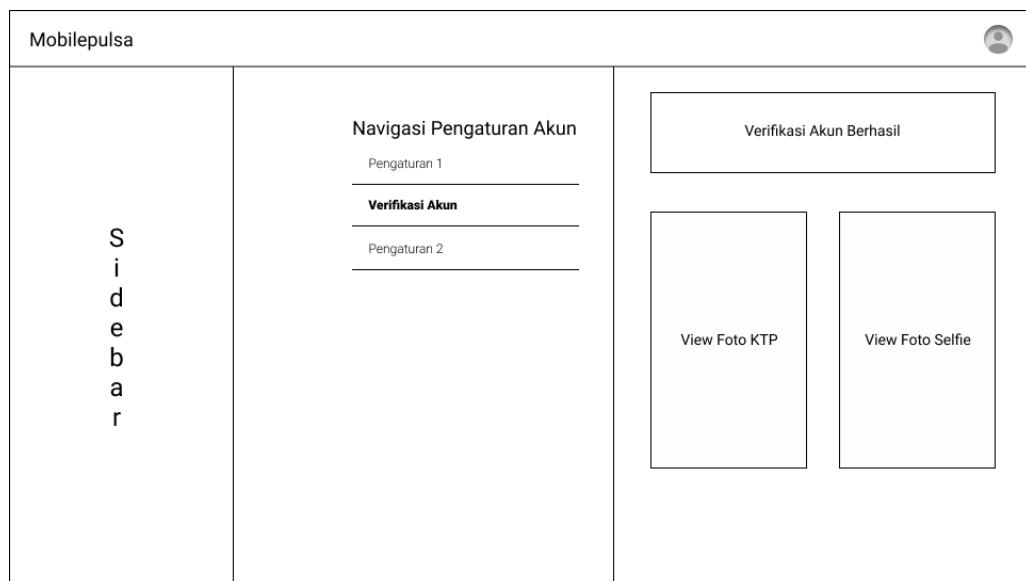 Mobilepulsa
S
i
d
e
b
a
r
Navigasi Pengaturan Akun
Pengaturan 1
Verifikasi Akun
Pengaturan 2
Verifikasi Akun Berhasil
View Foto KTP
View Foto Selfie